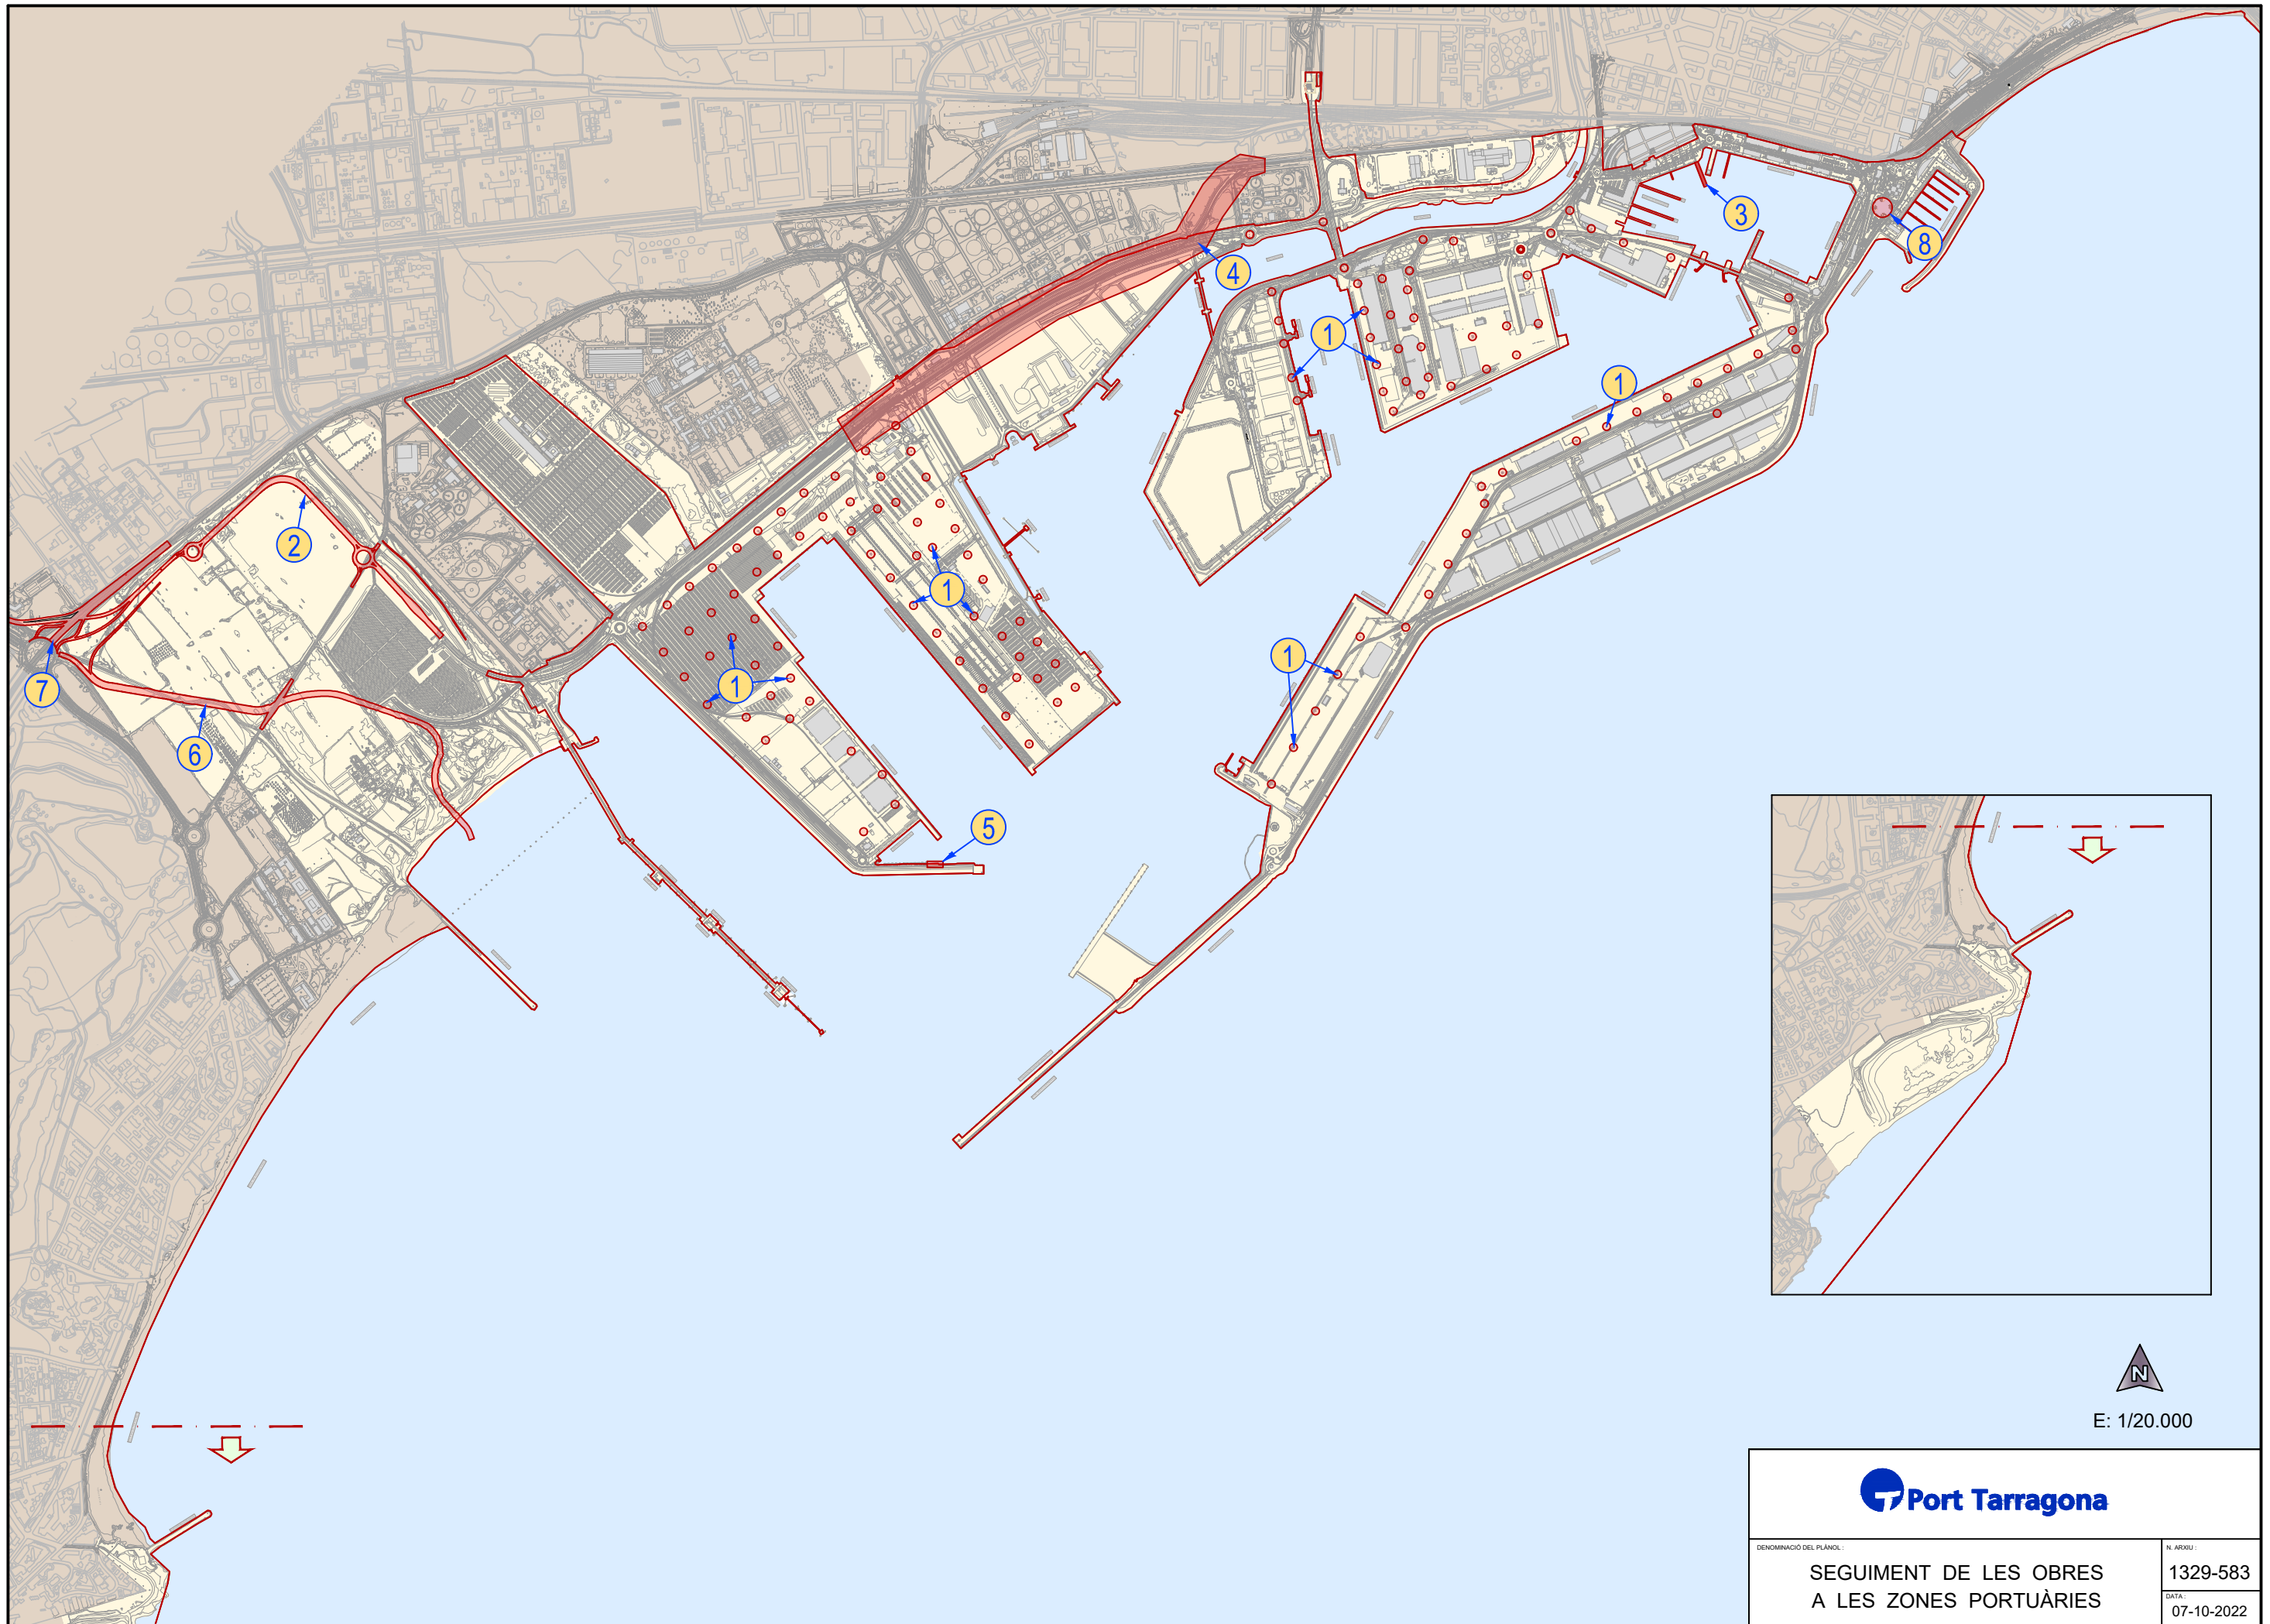 3
8
4
1
1
2
1
1
7
1
6
5
N
E: 1/20.000
Port Tarragona
DENOMINACIÓ DEL PLÀNOL :
SEGUIMENT DE LES OBRES
A LES ZONES PORTUÀRIES
N. ARXIU :
1329-583
DATA :
07-10-2022